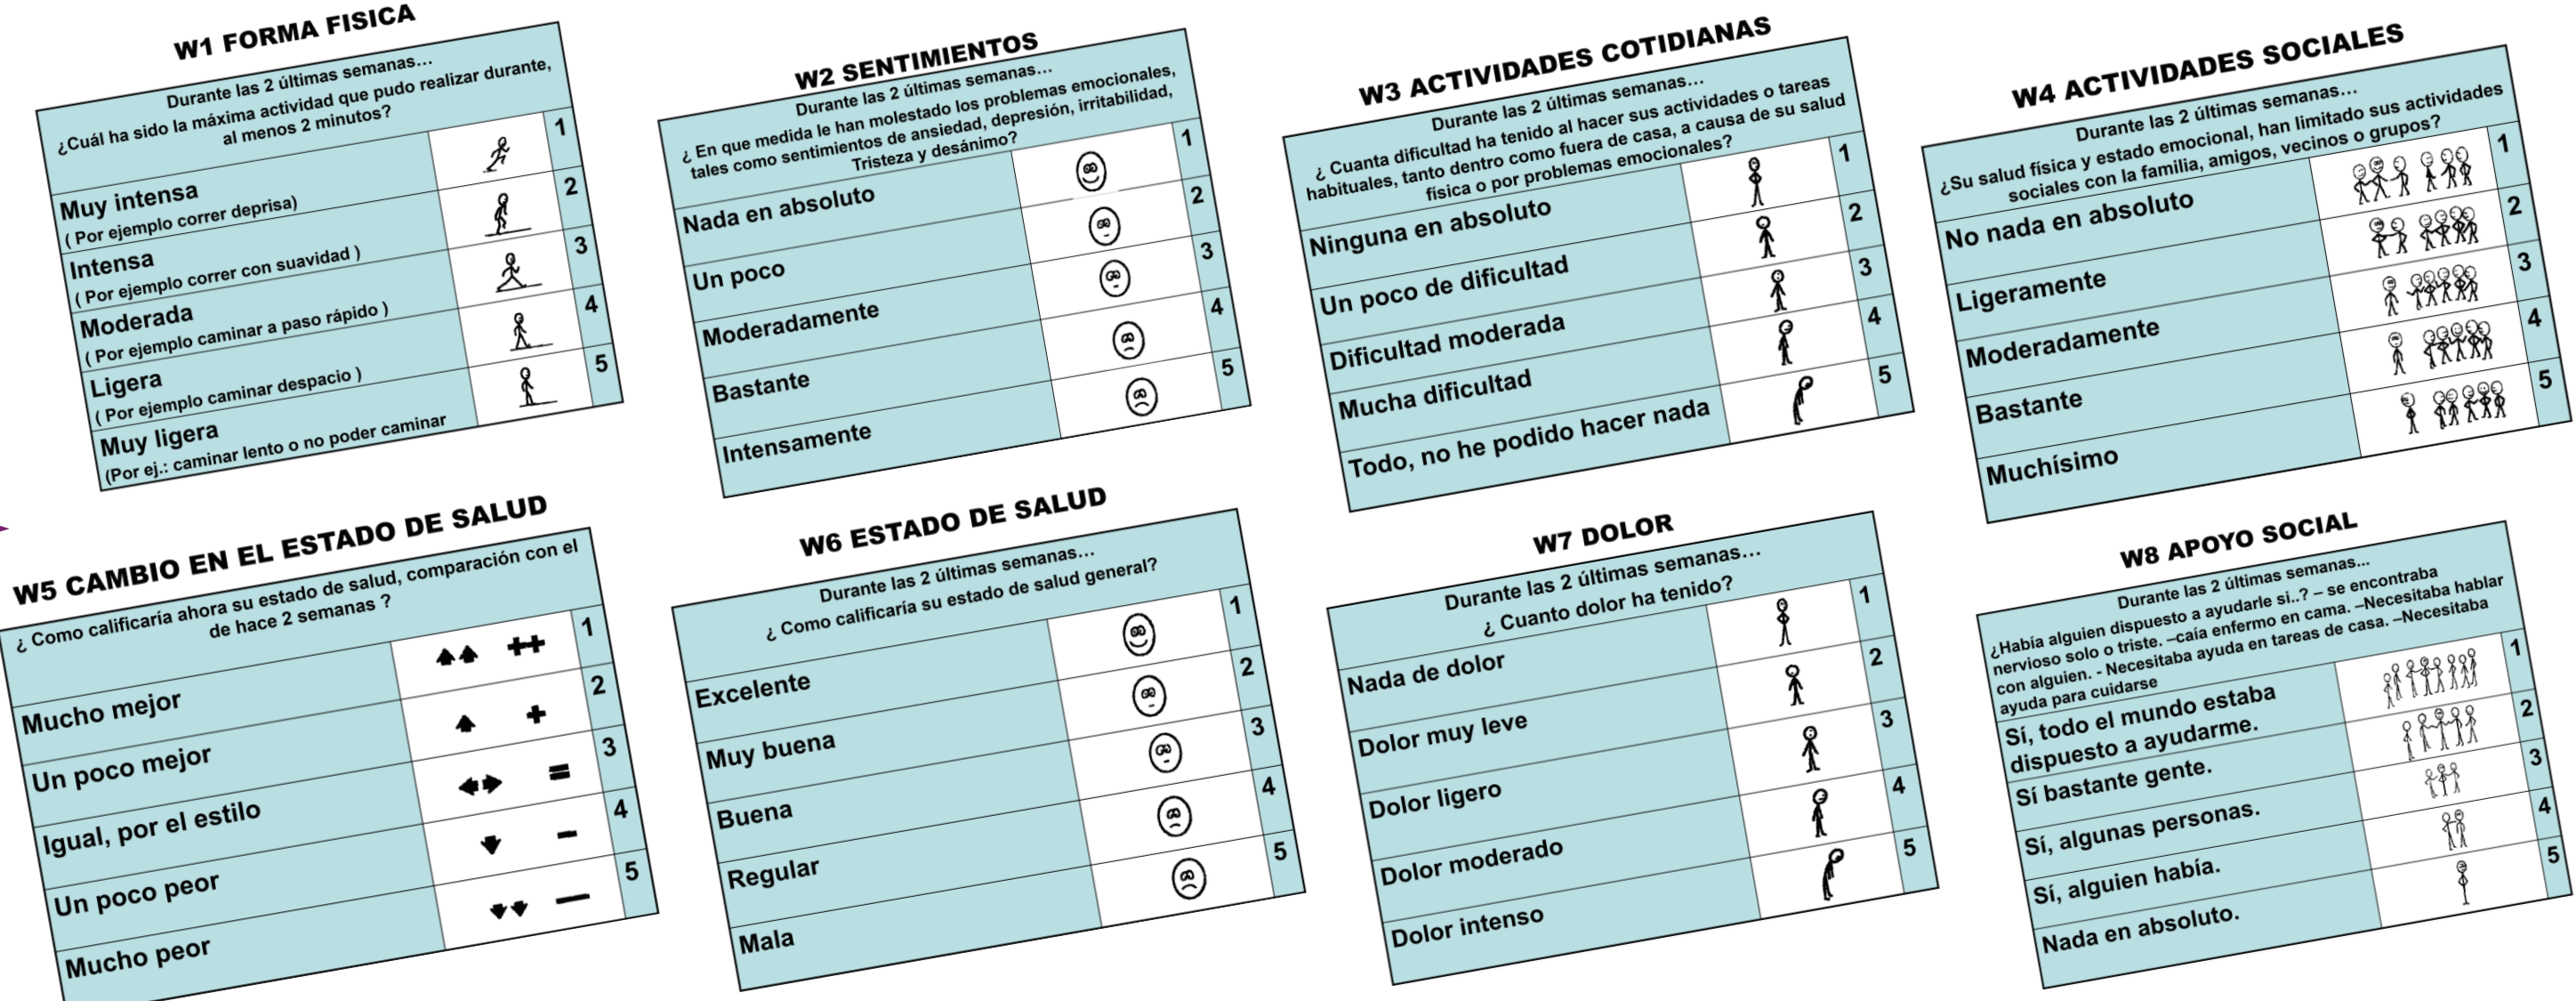 W1 FORMA FISICA
Durante las 2 últimas semanas...
¿Cuál ha sido la máxima actividad que pudo realizar durante,
al menos 2 minutos?
Muy intensa
( Por ejemplo correr deprisa)
1
Intensa
( Por ejemplo correr con suavidad )
2
Moderada
( Por ejemplo caminar a paso rápido )
3
Ligera
( Por ejemplo caminar despacio )
4
Muy ligera
(Por ej.: caminar lento o no poder caminar
5
W2 SENTIMIENTOS
Durante las 2 últimas semanas...
¿ En que medida le han molestado los problemas emocionales,
tales como sentimientos de ansiedad, depresión, irritabilidad,
Tristeza y desánimo?
Nada en absoluto
1
Un poco
2
Moderadamente
3
Bastante
4
Intensamente
5
W3 ACTIVIDADES COTIDIANAS
Durante las 2 últimas semanas...
¿ Cuanta dificultad ha tenido al hacer sus actividades o tareas
habituales, tanto dentro como fuera de casa, a causa de su salud
física o por problemas emocionales?
Ninguna en absoluto
1
Un poco de dificultad
2
Dificultad moderada
3
Mucha dificultad
4
Todo, no he podido hacer nada
5
W4 ACTIVIDADES SOCIALES
Durante las 2 últimas semanas...
¿Su salud física y estado emocional, han limitado sus actividades
sociales con la familia, amigos, vecinos o grupos?
No nada en absoluto
1
Ligeramente
2
Moderadamente
3
Bastante
4
Muchísimo
5
W5 CAMBIO EN EL ESTADO DE SALUD
¿ Como calificaría ahora su estado de salud, comparación con el
de hace 2 semanas ?
Mucho mejor
++
1
Un poco mejor
+
2
Igual, por el estilo
=
3
Un poco peor
-
4
Mucho peor
—
5
W6 ESTADO DE SALUD
Durante las 2 últimas semanas...
¿ Como calificaría su estado de salud general?
Excelente
1
Muy buena
2
Buena
3
Regular
4
Mala
5
W7 DOLOR
Durante las 2 últimas semanas...
¿ Cuanto dolor ha tenido?
Nada de dolor
1
Dolor muy leve
2
Dolor ligero
3
Dolor moderado
4
Dolor intenso
5
W8 APOYO SOCIAL
Durante las 2 últimas semanas...
¿Había alguien dispuesto a ayudarle si..? – se encontraba
nervioso solo o triste. –caía enfermo en cama. –Necesitaba hablar
con alguien. - Necesitaba ayuda en tareas de casa. –Necesitaba
ayuda para cuidarse
Sí, todo el mundo estaba
dispuesto a ayudarme.
1
Sí bastante gente.
2
Sí, algunas personas.
3
Sí, alguien había.
4
Nada en absoluto.
5